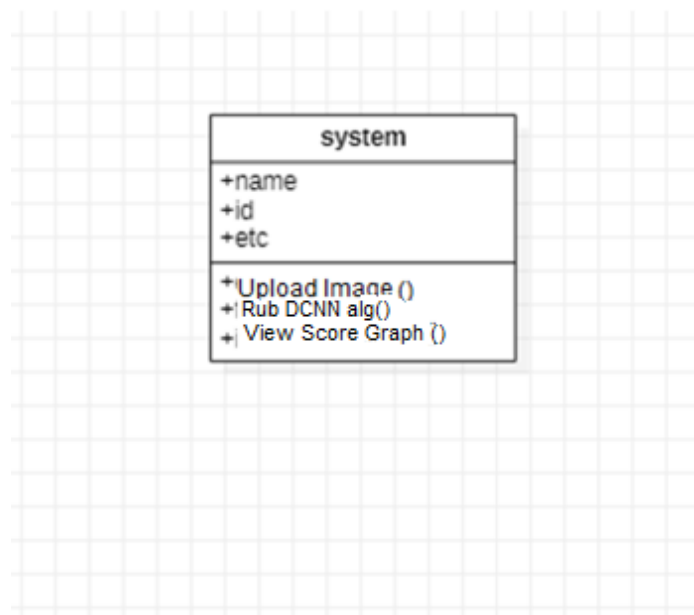 system
+name
+id
+etc
+Upload Image ()
+Rub DCNN alg()
+View Score Graph ()